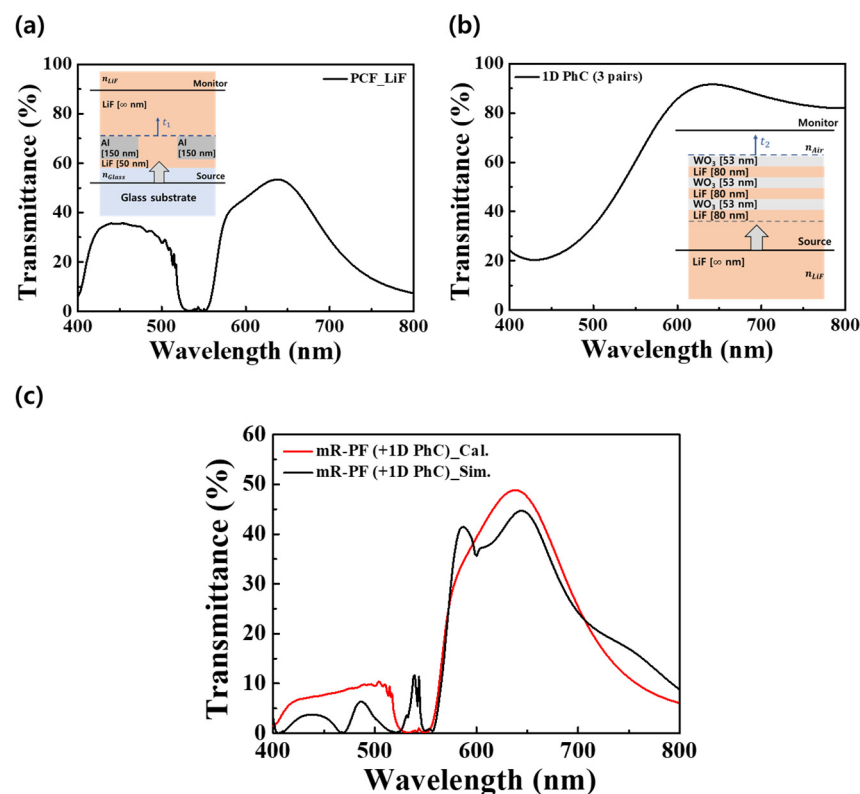 (a)
100
80
60
40
20
0
Transmittance (%)
PCF_LiF
n_LiF
Monitor
LiF [∞ nm]
t₁
Al
[150 nm]
Al
[150 nm]
LiF [50 nm]
n_Glass
Source
Glass substrate
400 500 600 700 800
Wavelength (nm)
(b)
100
80
60
40
20
0
Transmittance (%)
1D PhC (3 pairs)
Monitor
t₂
n_Air
WO₃ [53 nm]
LiF [80 nm]
WO₃ [53 nm]
LiF [80 nm]
WO₃ [53 nm]
LiF [80 nm]
Source
LiF [∞ nm]
n_LiF
400 500 600 700 800
Wavelength (nm)
(c)
60
50
40
30
20
10
0
Transmittance (%)
mR-PF (+1D PhC)_Cal.
mR-PF (+1D PhC)_Sim.
400 500 600 700 800
Wavelength (nm)